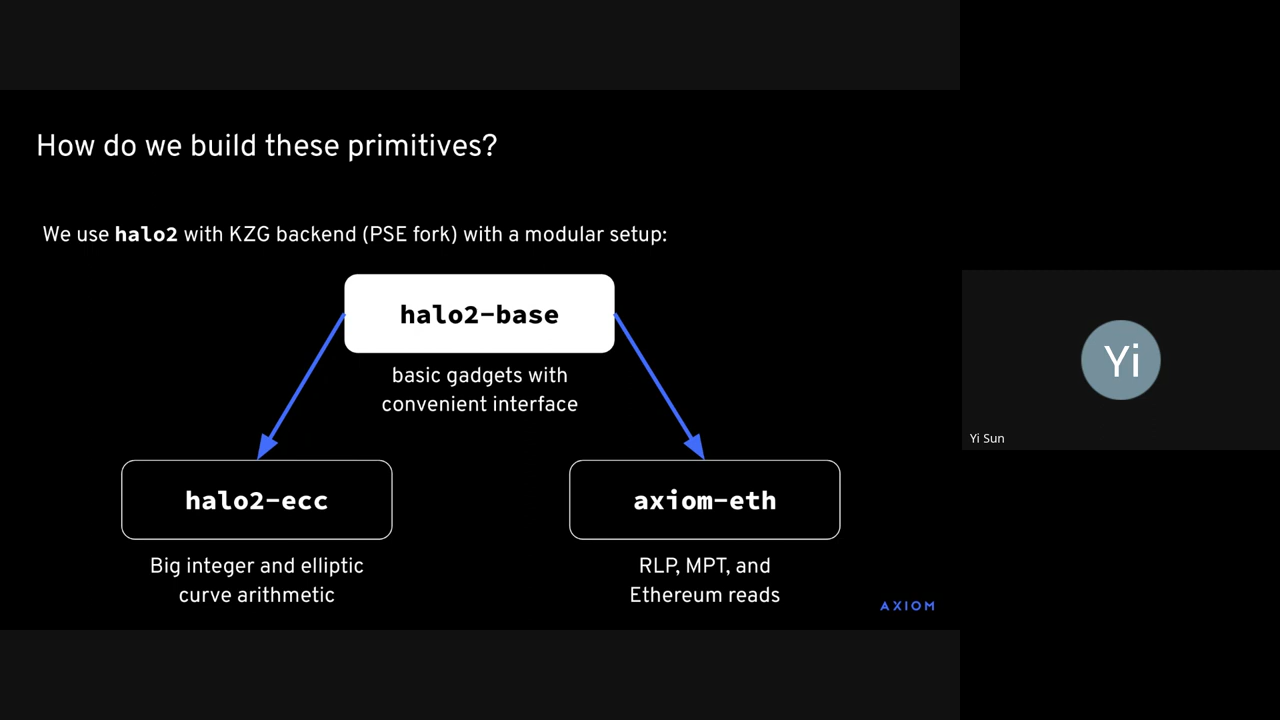 How do we build these primitives?
We use halo2 with KZG backend (PSE fork) with a modular setup:
halo2-base
basic gadgets with
convenient interface
halo2-ecc
axiom-eth
Big integer and elliptic
curve arithmetic
RLP, MPT, and
Ethereum reads
AXIOM
Yi
Yi Sun